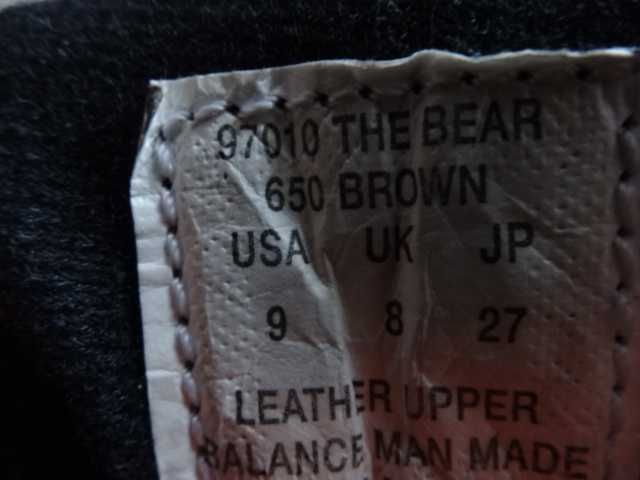 97010 THE BEAR
650 BROWN
USA UK JP
9 8 27
LEATHER UPPER
BALANCE MAN MADE